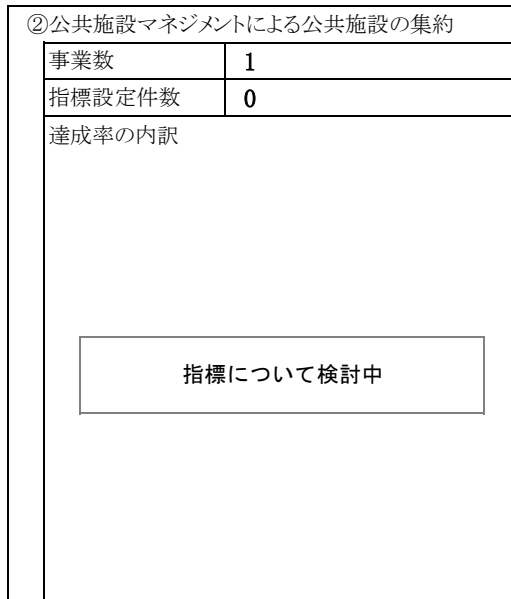 ②公共施設マネジメントによる公共施設の集約
事業数 1
指標設定件数 0
達成率の内訳
指標について検討中